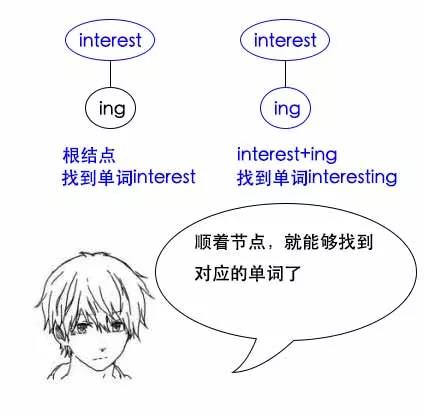 interest
ing
根结点
找到单词interest
interest
ing
interest+ing
找到单词interesting
顺着节点，就能够找到
对应的单词了